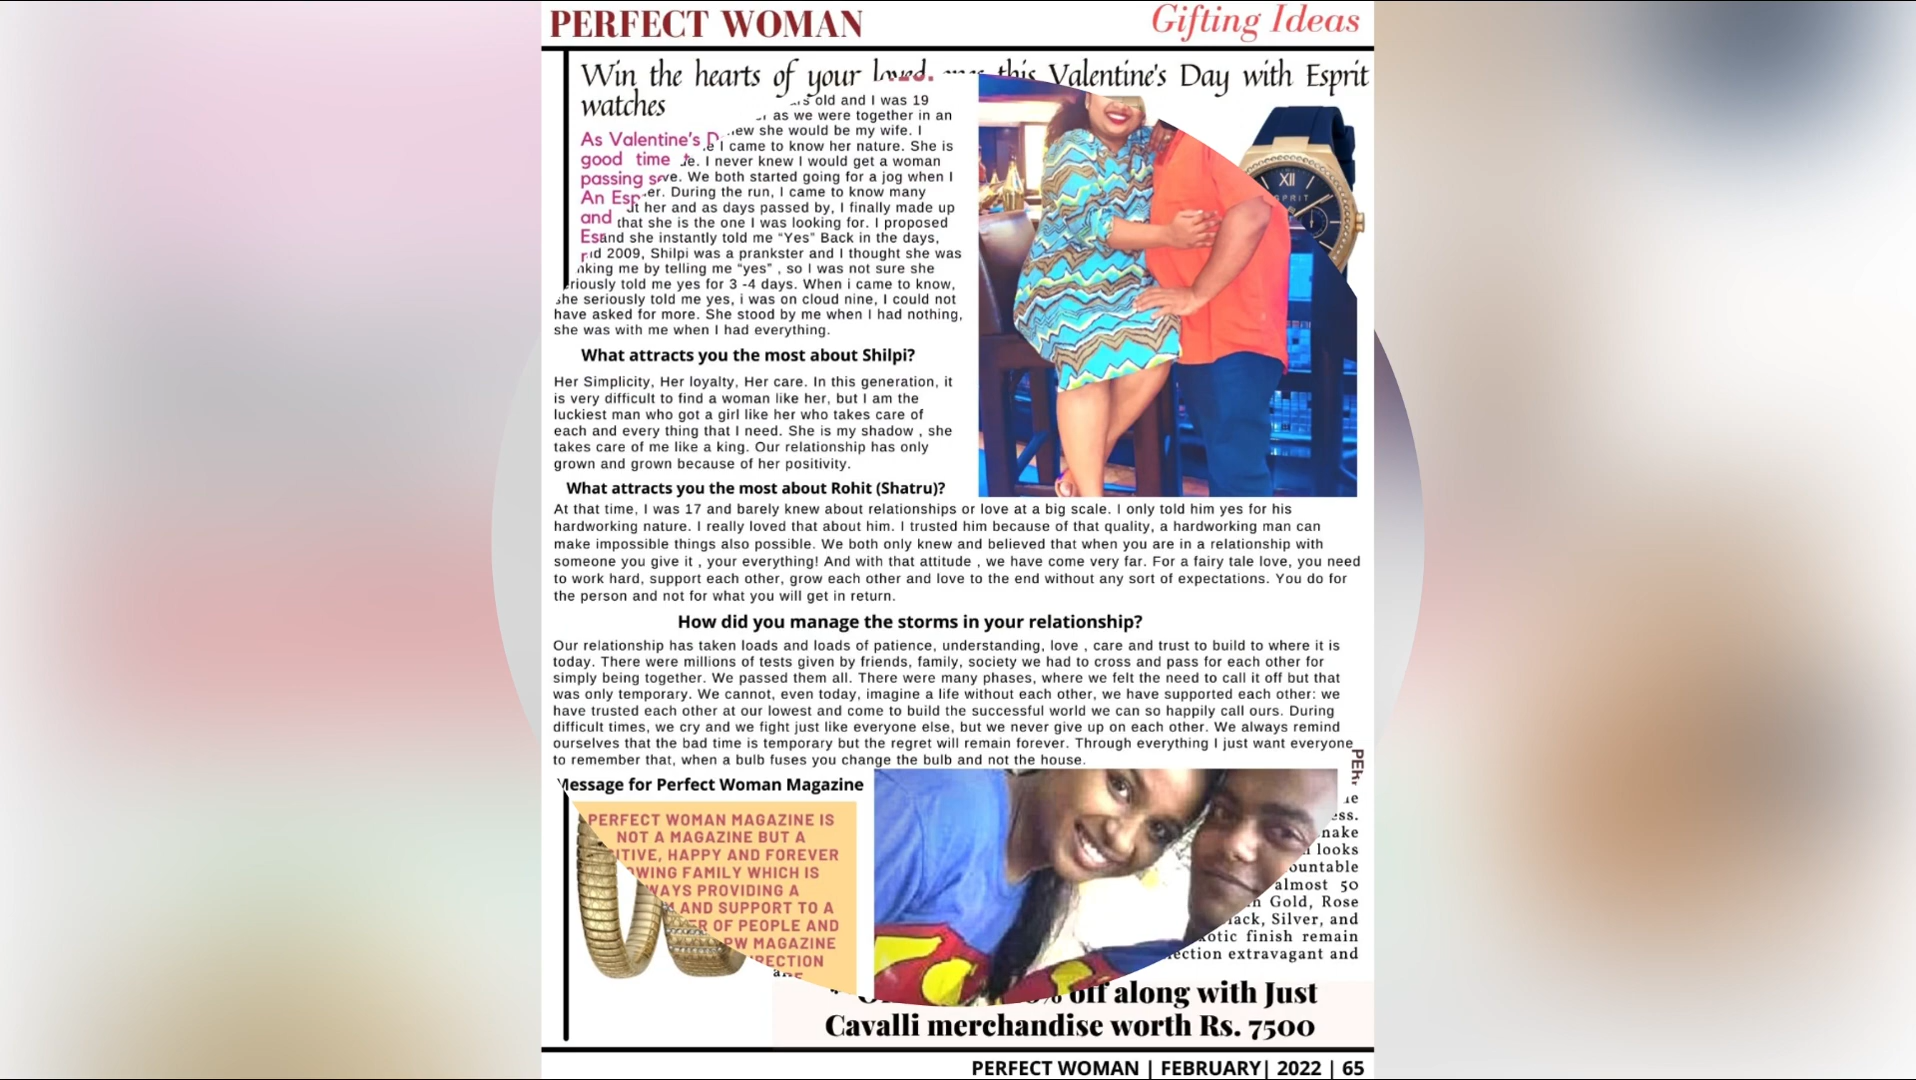 PERFECT WOMAN
Gifting Ideas
Win the hearts of your loved ones this Valentine's Day with Esprit
watches
As Valentine's
good time
passing
An
and
old and I was 19
as we were together in an
she would be my wife. I
I came to know her nature. She is
I never knew I would get a woman
We both started going for a jog when I
During the run, I came to know many
her and as days passed by, I finally made up
that she is the one I was looking for. I proposed
and she instantly told me “Yes” Back in the days,
2009, Shilpi was a prankster and I thought she was
me by telling me “yes” , so I was not sure she
seriously told me yes for 3 -4 days. When i came to know,
she seriously told me yes, i was on cloud nine, I could not
have asked for more. She stood by me when I had nothing,
she was with me when I had everything.
XII
ESPRIT
What attracts you the most about Shilpi?
Her Simplicity, Her loyalty, Her care. In this generation, it
is very difficult to find a woman like her, but I am the
luckiest man who got a girl like her who takes care of
each and every thing that I need. She is my shadow , she
takes care of me like a king. Our relationship has only
grown and grown because of her positivity.
What attracts you the most about Rohit (Shatru)?
At that time, I was 17 and barely knew about relationships or love at a big scale. I only told him yes for his
hardworking nature. I really loved that about him. I trusted him because of that quality, a hardworking man can
make impossible things also possible. We both only knew and believed that when you are in a relationship with
someone you give it , your everything! And with that attitude , we have come very far. For a fairy tale love, you need
to work hard, support each other, grow each other and love to the end without any sort of expectations. You do for
the person and not for what you will get in return.
How did you manage the storms in your relationship?
Our relationship has taken loads and loads of patience, understanding, love , care and trust to build to where it is
today. There were millions of tests given by friends, family, society we had to cross and pass for each other for
simply being together. We passed them all. There were many phases, where we felt the need to call it off but that
was only temporary. We cannot, even today, imagine a life without each other, we have supported each other: we
have trusted each other at our lowest and come to build the successful world we can so happily call ours. During
difficult times, we cry and we fight just like everyone else, but we never give up on each other. We always remind
ourselves that the bad time is temporary but the regret will remain forever. Through everything I just want everyone
to remember that, when a bulb fuses you change the bulb and not the house.
Message for Perfect Woman Magazine
PERFECT WOMAN MAGAZINE IS
NOT A MAGAZINE BUT A
HAPPY AND FOREVER
FAMILY WHICH IS
PROVIDING A
AND SUPPORT TO A
OF PEOPLE AND
PW MAGAZINE
looks
almost 50
Gold, Rose
Silver, and
finish remain
extravagant and
off along with Just
Cavalli merchandise worth Rs. 7500
PERFECT WOMAN | FEBRUARY| 2022 | 65